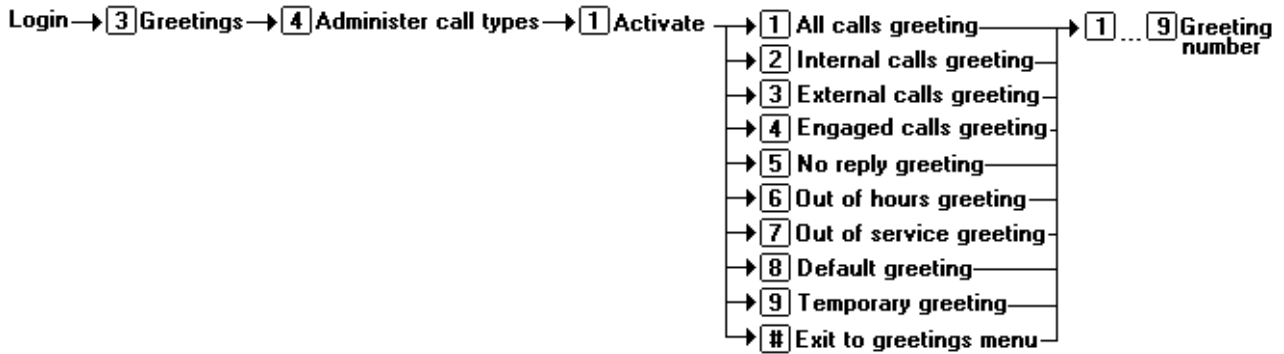 Login 3 Greetings 4 Administer call types 1 Activate 1 All calls greeting 1 ... 9 Greeting
number
2 Internal calls greeting
3 External calls greeting
4 Engaged calls greeting
5 No reply greeting
6 Out of hours greeting
7 Out of service greeting
8 Default greeting
9 Temporary greeting
# Exit to greetings menu